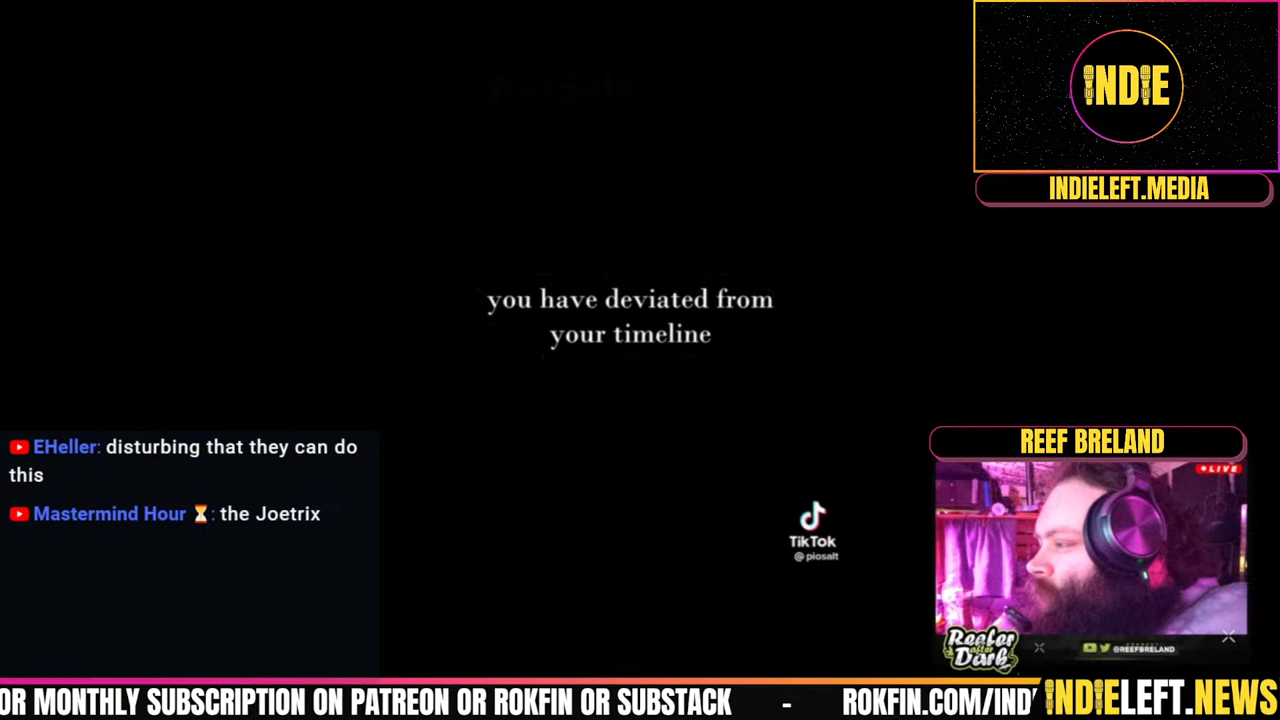 INDIE
INDIELEFT.MEDIA
you have deviated from
your timeline
EHeller: disturbing that they can do
this
Mastermind Hour ⏳: the Joetrix
TikTok
@piosalt
REEF BRELAND
LIVE
Reefer
after
Dark
@REEFBRELAND
OR MONTHLY SUBSCRIPTION ON PATREON OR ROKFIN OR SUBSTACK - ROKFIN.COM/IND
INDIELEFT.NEWS